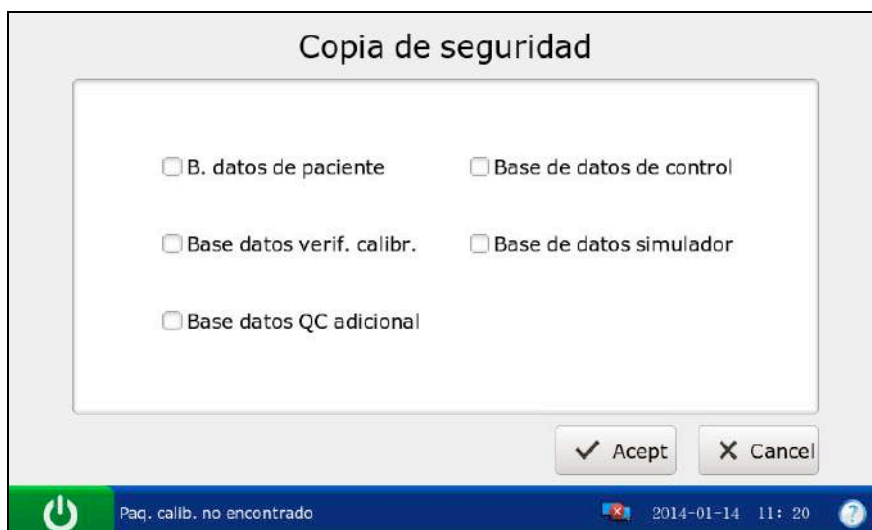 Copia de seguridad
B. datos de paciente
Base de datos de control
Base datos verif. calibr.
Base de datos simulador
Base datos QC adicional
Acept
Cancel
Paq. calib. no encontrado
2014-01-14 11: 20
?